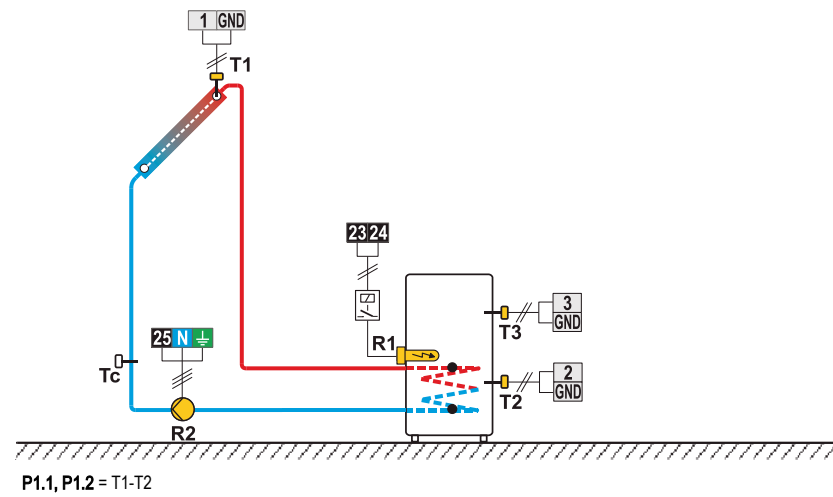 1 GND
T1
23 24
R1
3
GND
T3
25 N
Tc
2
GND
T2
R2
P1.1, P1.2 = T1-T2